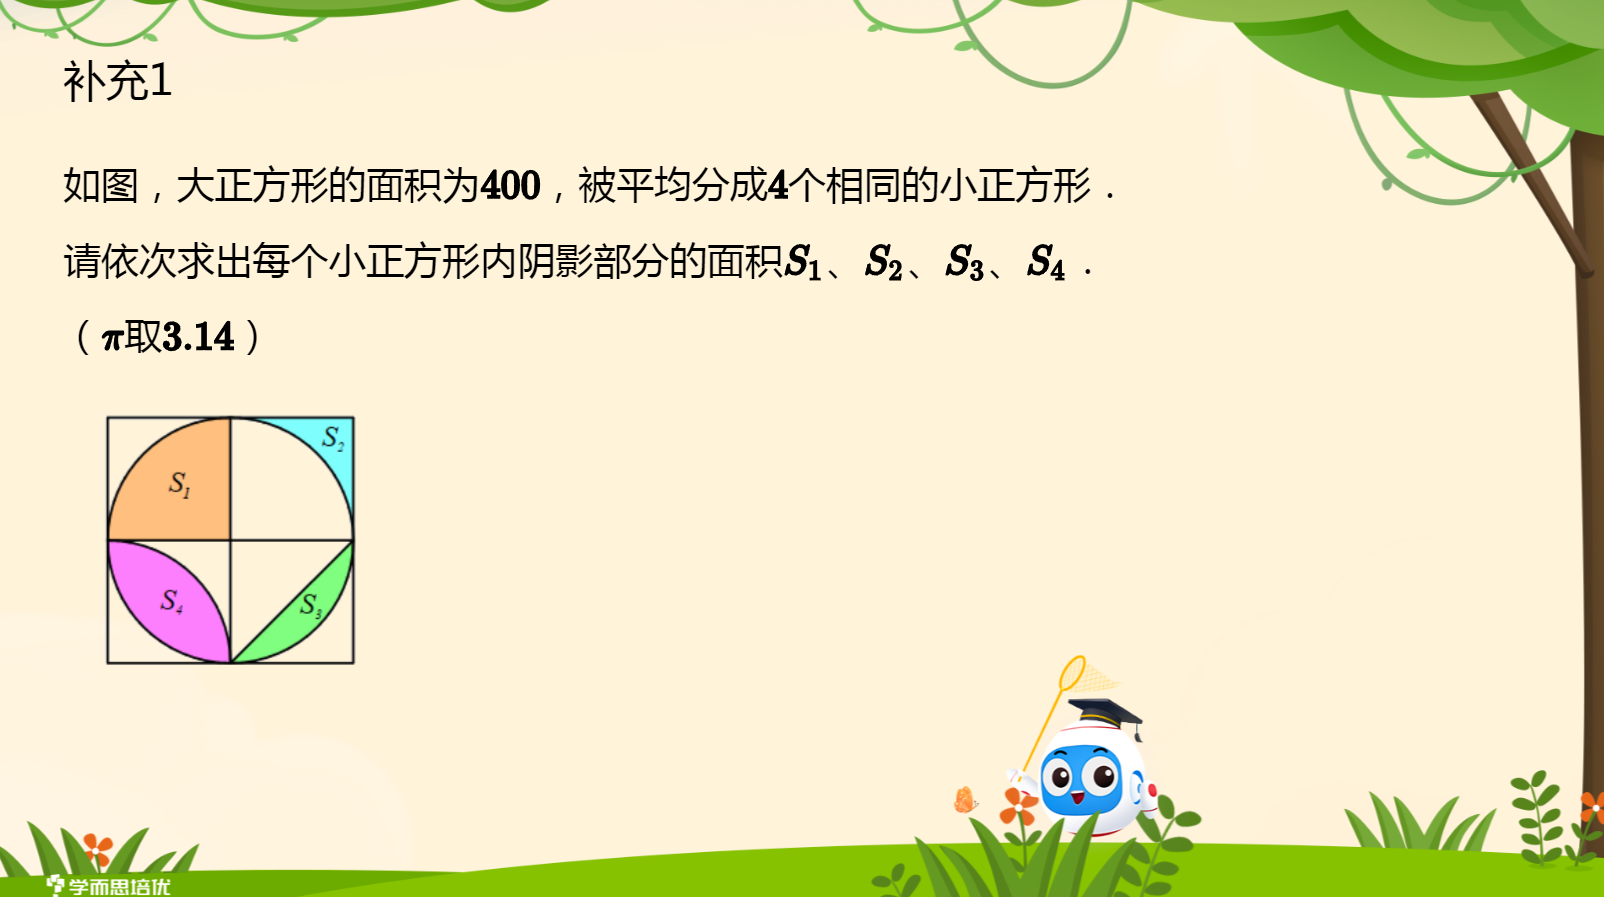 补充1
如图，大正方形的面积为400，被平均分成4个相同的小正方形．
请依次求出每个小正方形内阴影部分的面积S₁、S₂、S₃、S₄．
（π取3.14）
S₂
S₁
S₄
S₃
学而思培优